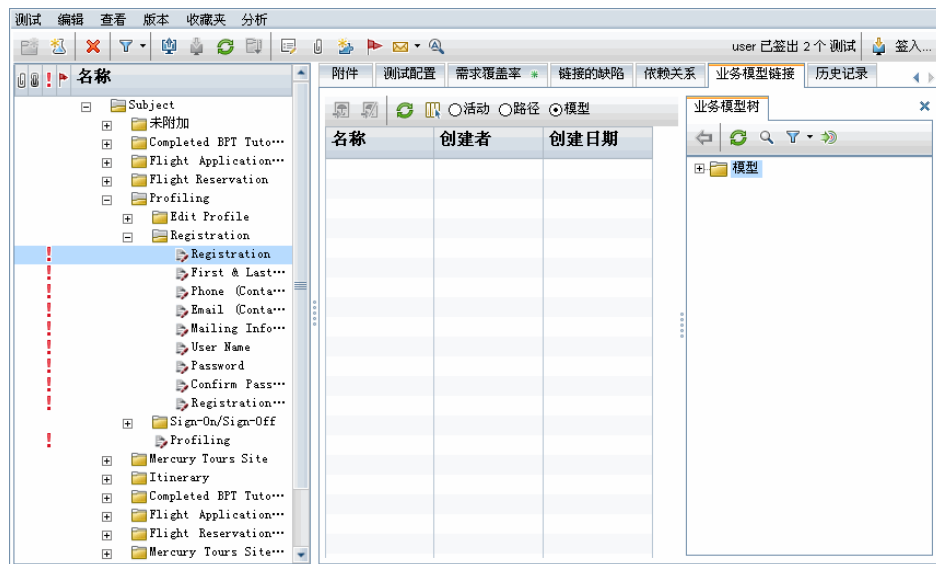 测试 编辑 查看 版本 收藏夹 分析
user 已签出 2 个 测试 签入...
名称
Subject
未附加
Completed BPT Tuto...
Flight Application...
Flight Reservation
Profiling
Edit Profile
Registration
Registration
First & Last...
Phone (Conta...
Email (Conta...
Mailing Info...
User Name
Password
Confirm Pass...
Registration...
Sign-On/Sign-Off
Profiling
Mercury Tours Site
Itinerary
Completed BPT Tuto...
Flight Application...
Flight Reservation...
Mercury Tours Site...
附件 测试配置 需求覆盖率 * 链接的缺陷 依赖关系 业务模型链接 历史记录
活动 路径 模型
名称 创建者 创建日期
业务模型树
模型